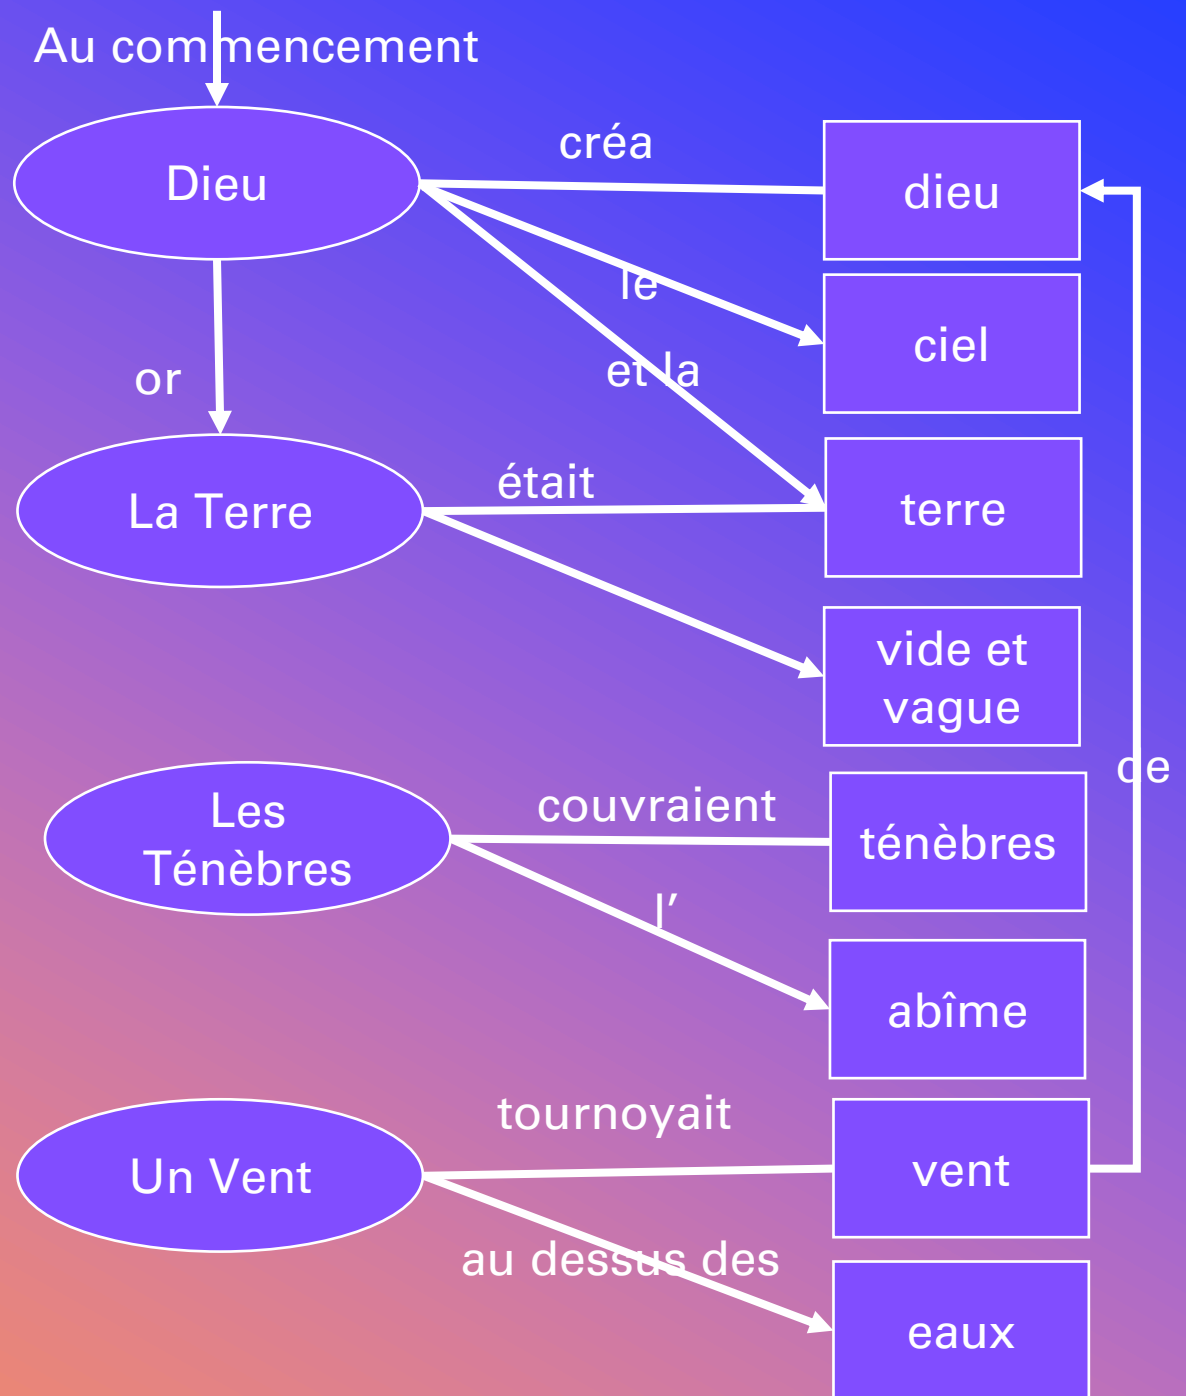 Au commencement
créa
Dieu
dieu
le
ciel
et la
or
était
La Terre
terre
vide et
vague
de
couvraient
Les
Ténèbres
ténèbres
l’
abîme
tournoyait
Un Vent
vent
au dessus des
eaux